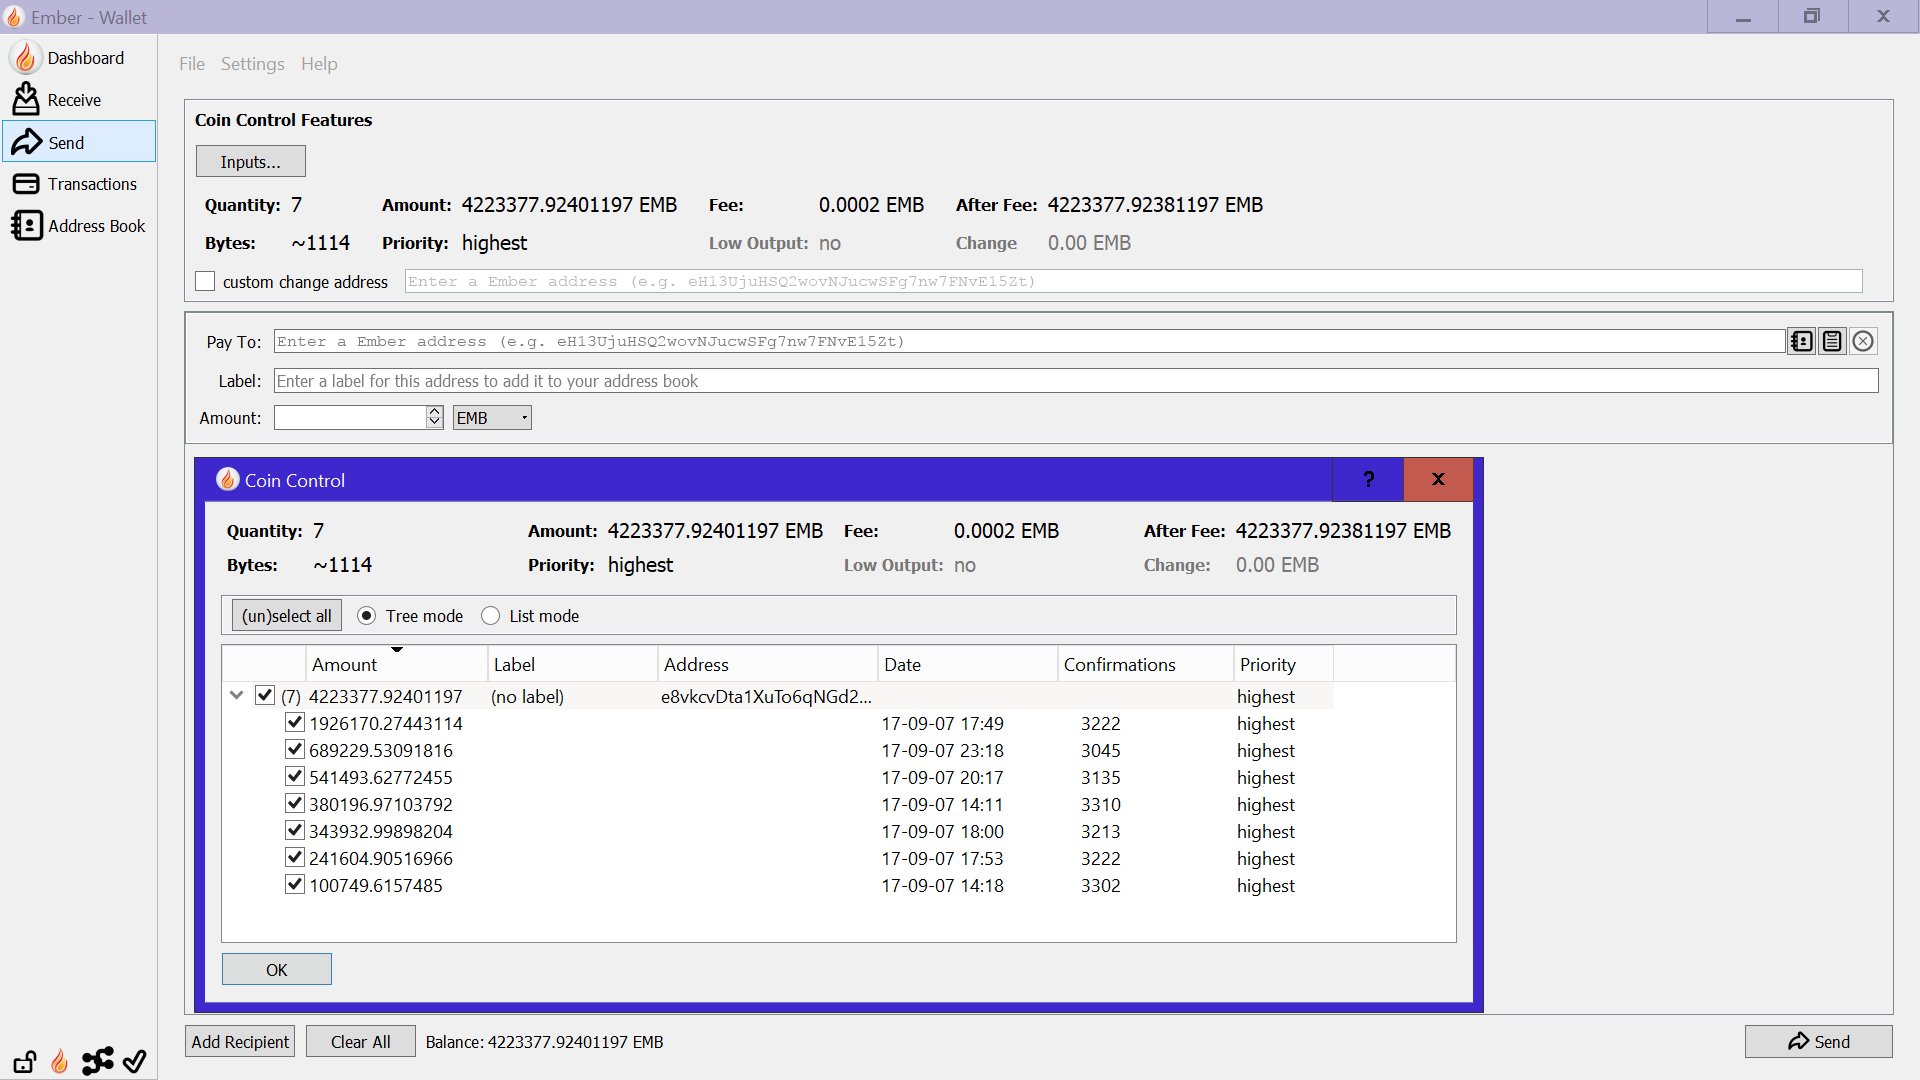 Ember - Wallet
Dashboard
Receive
Send
Transactions
Address Book
File Settings Help
Coin Control Features
Inputs...
Quantity: 7 Amount: 4223377.92401197 EMB Fee: 0.0002 EMB After Fee: 4223377.92381197 EMB
Bytes: ~1114 Priority: highest Low Output: no Change 0.00 EMB
custom change address Enter a Ember address (e.g. eH13UjuHSQ2wovNJucwSFg7nw7FNvE15Zt)
Pay To: Enter a Ember address (e.g. eH13UjuHSQ2wovNJucwSFg7nw7FNvE15Zt)
Label: Enter a label for this address to add it to your address book
Amount: EMB
Coin Control ? x
Quantity: 7 Amount: 4223377.92401197 EMB Fee: 0.0002 EMB After Fee: 4223377.92381197 EMB
Bytes: ~1114 Priority: highest Low Output: no Change: 0.00 EMB
(un)select all Tree mode List mode
Amount Label Address Date Confirmations Priority
(7) 4223377.92401197 (no label) e8vkcvDta1XuTo6qNGd2... highest
1926170.27443114 17-09-07 17:49 3222 highest
689229.53091816 17-09-07 23:18 3045 highest
541493.62772455 17-09-07 20:17 3135 highest
380196.97103792 17-09-07 14:11 3310 highest
343932.99898204 17-09-07 18:00 3213 highest
241604.90516966 17-09-07 17:53 3222 highest
100749.6157485 17-09-07 14:18 3302 highest
OK
Add Recipient Clear All Balance: 4223377.92401197 EMB Send